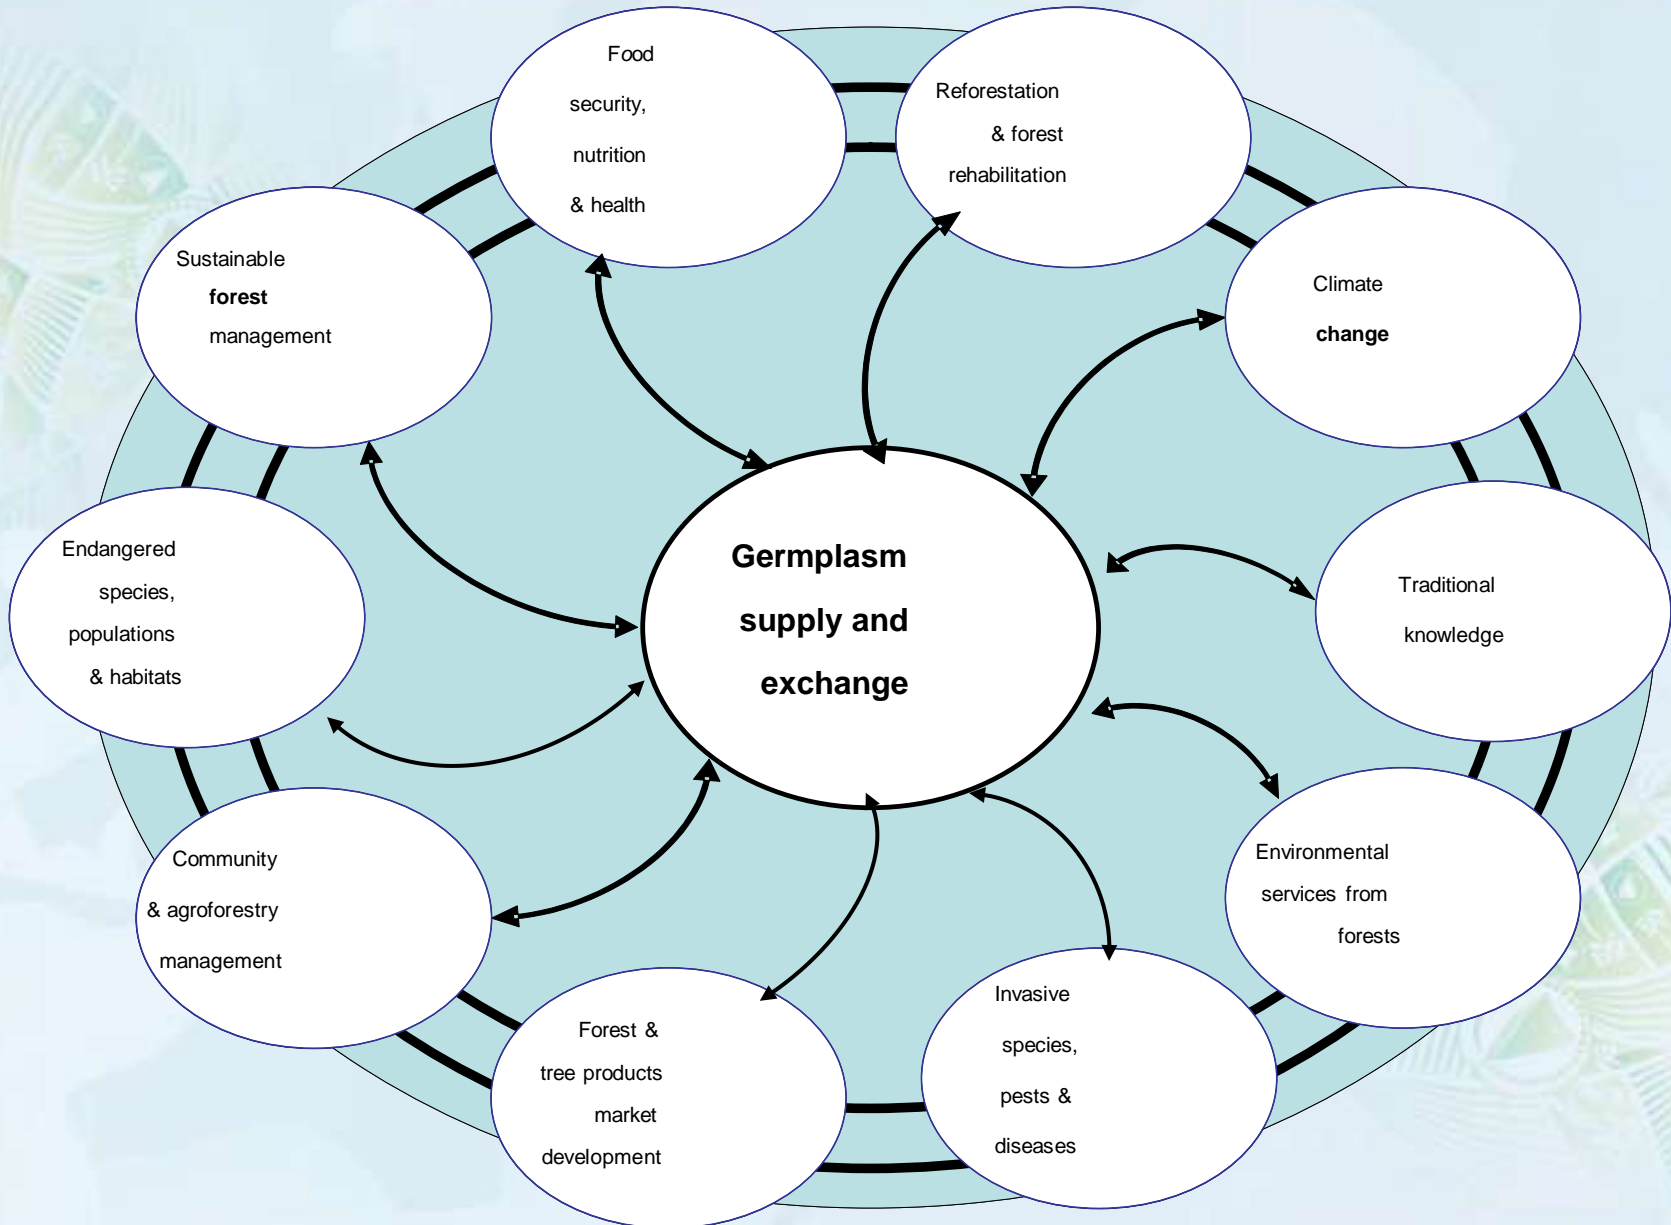 Food
security,
nutrition
& health
Reforestation
& forest
rehabilitation
Sustainable
forest
management
Climate
change
Germplasm
supply and
exchange
Endangered
species,
populations
& habitats
Traditional
knowledge
Community
& agroforestry
management
Environmental
services from
forests
Forest &
tree products
market
development
Invasive
species,
pests &
diseases